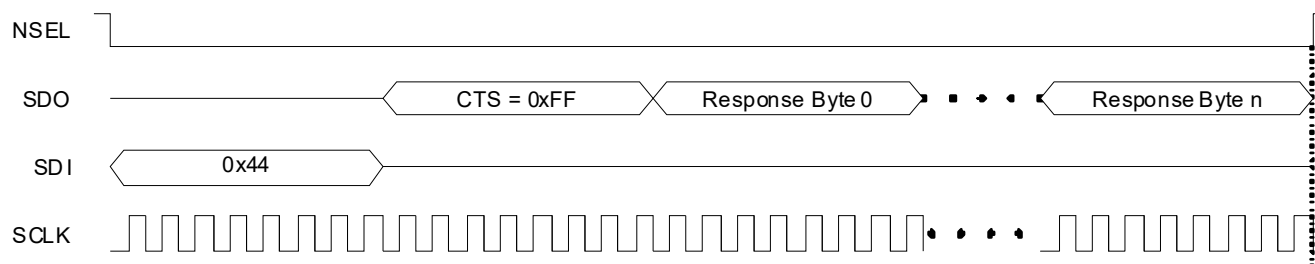 NSEL
SDO CTS = 0xFF Response Byte 0 Response Byte n
SDI 0x44
SCLK